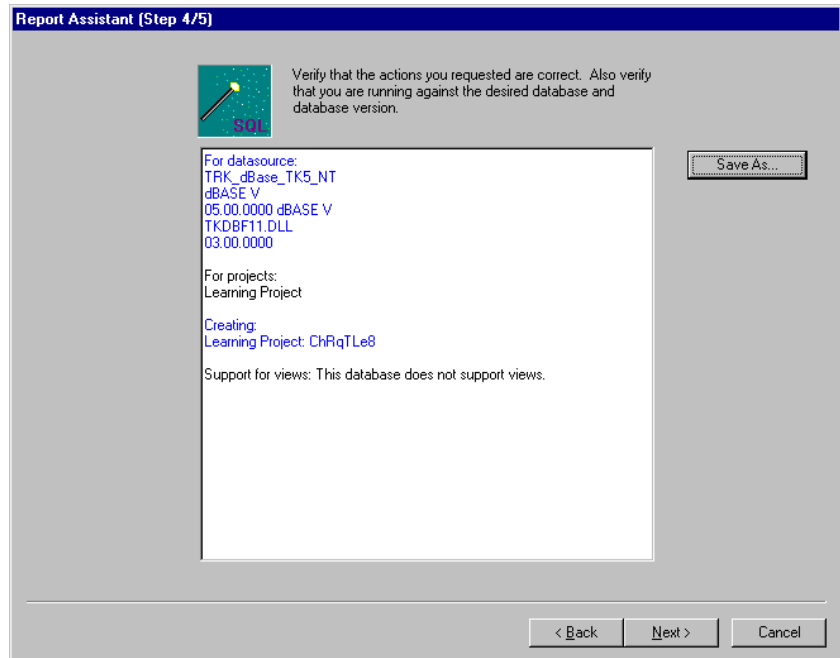 Report Assistant (Step 4/5)
Verify that the actions you requested are correct. Also verify
that you are running against the desired database and
database version.
SQL
For datasource:
TRK_dBase_TK5_NT
dBASE V
05.00.0000 dBASE V
TKDBF11.DLL
03.00.0000
For projects:
Learning Project
Creating:
Learning Project: ChRqTLe8
Support for views: This database does not support views.
Save As...
< Back
Next >
Cancel